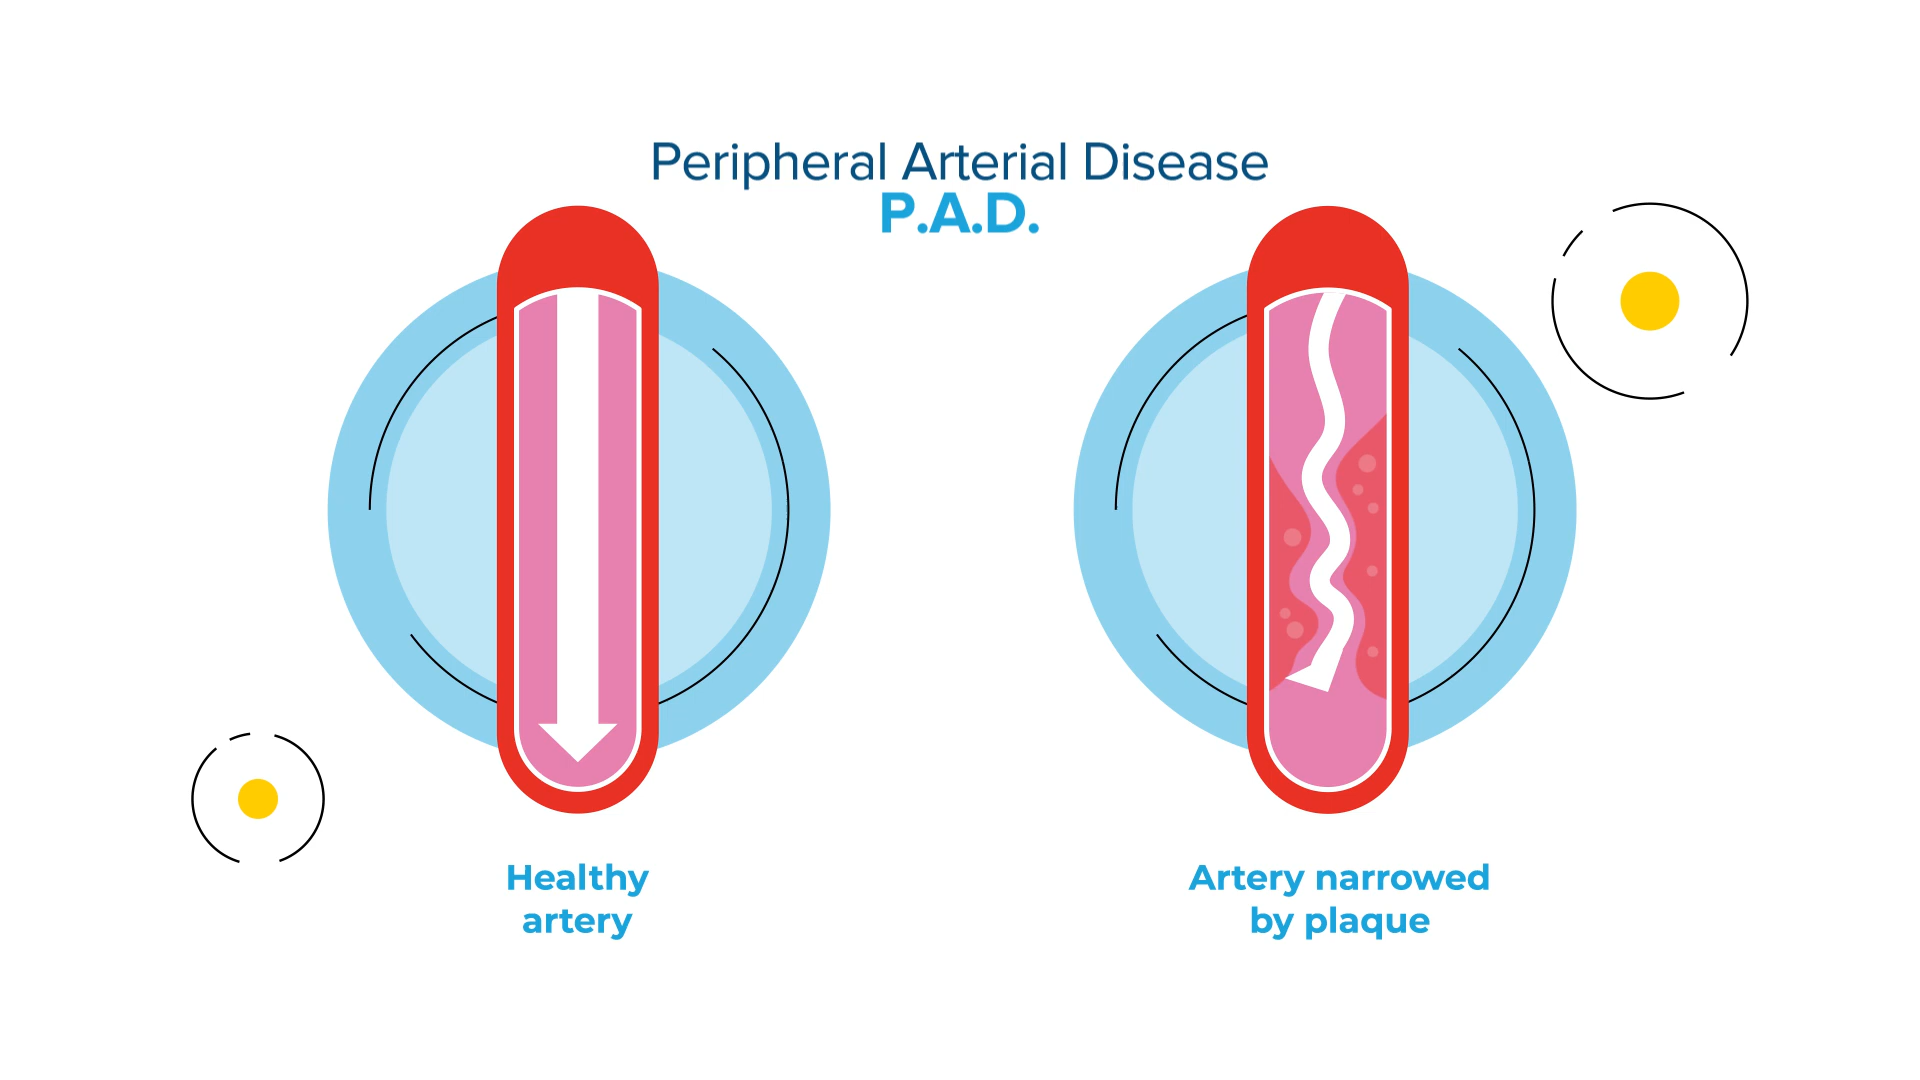 Peripheral Arterial Disease
P.A.D.
Healthy
artery
Artery narrowed
by plaque